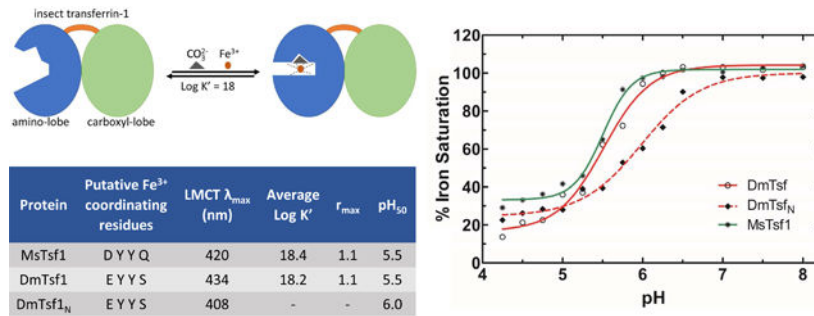 insect transferrin-1
CO₃²⁻ Fe³⁺
Log K' = 18
amino-lobe carboxyl-lobe
Protein Putative Fe³⁺ coordinating residues LMCT λmax (nm) Average Log K' rmax pH50
MsTsf1 D Y Y Q 420 18.4 1.1 5.5
DmTsf1 E Y Y S 434 18.2 1.1 5.5
DmTsf1N E Y Y S 408 - - 6.0
% Iron Saturation
120
100
80
60
40
20
0
DmTsf
DmTsfN
MsTsf1
4 5 6 7 8
pH